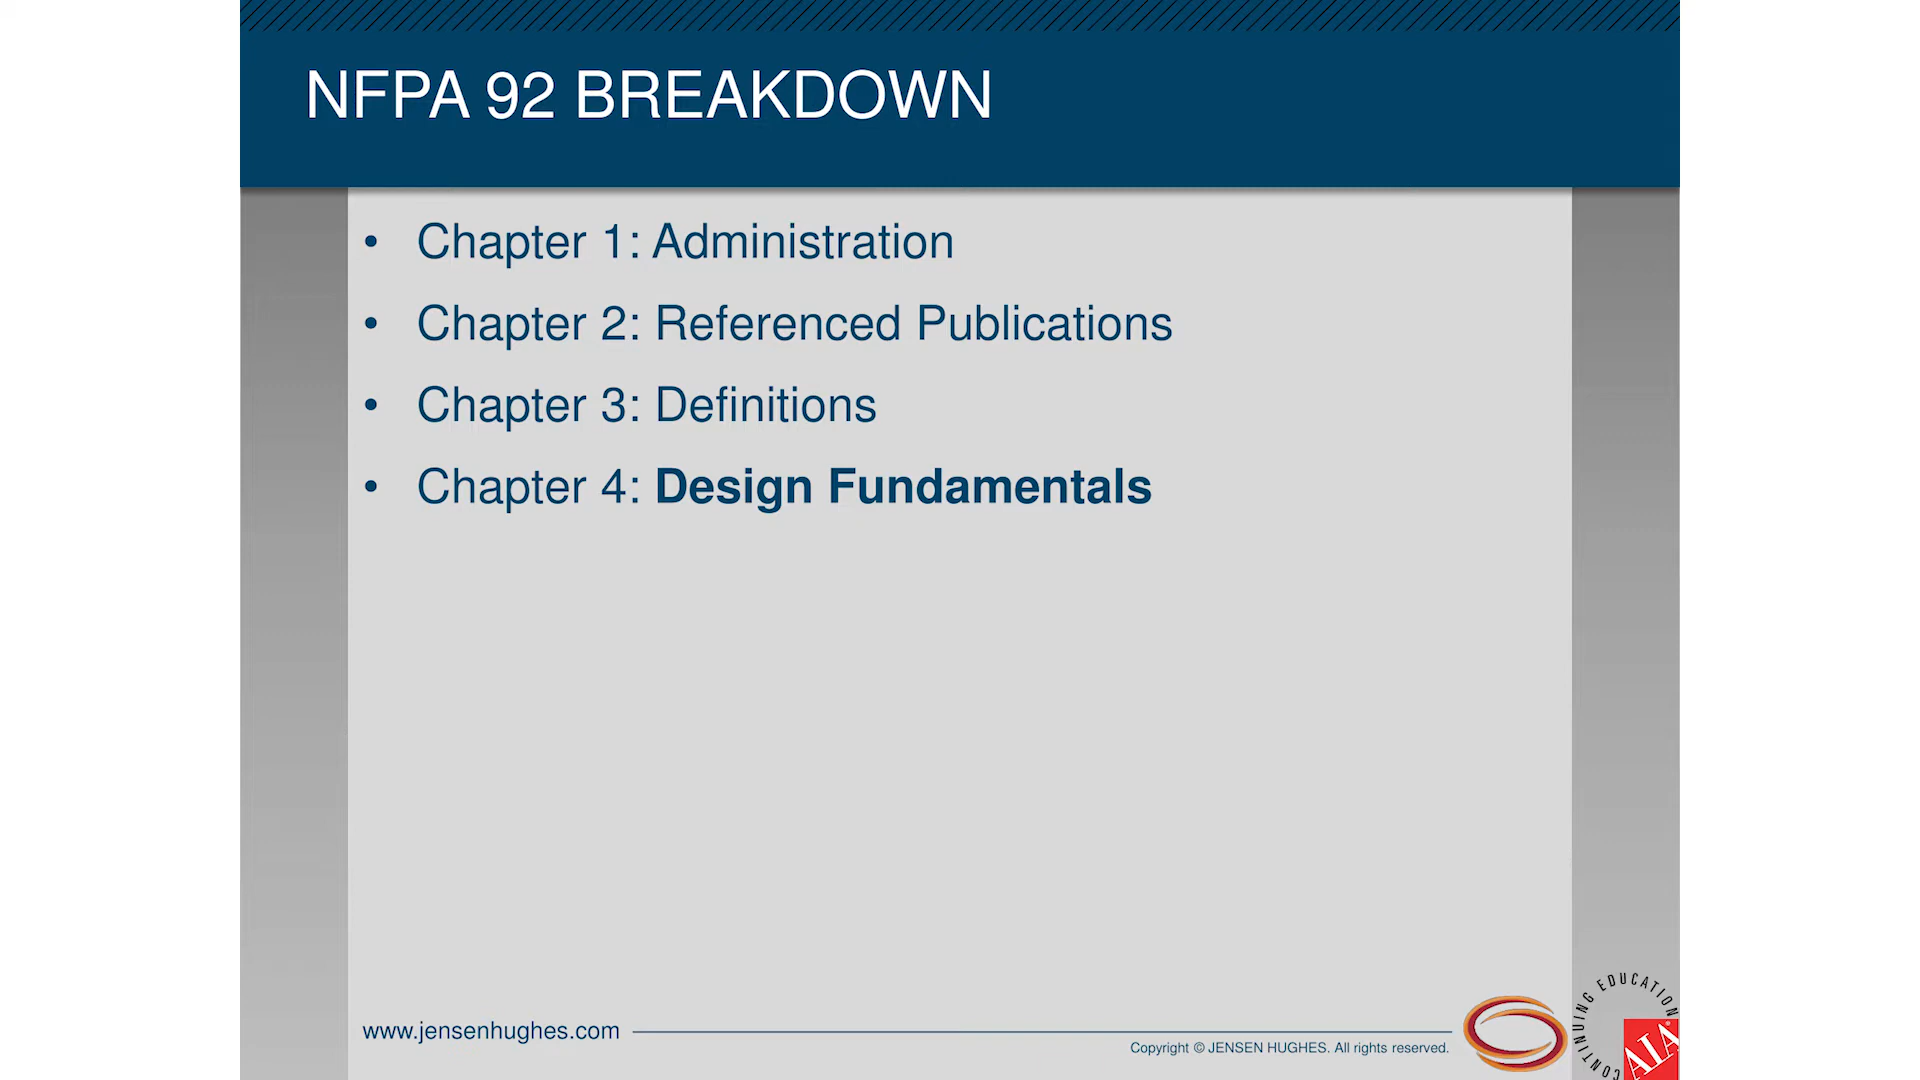 NFPA 92 BREAKDOWN
• Chapter 1: Administration
• Chapter 2: Referenced Publications
• Chapter 3: Definitions
• Chapter 4: Design Fundamentals
www.jensenhughes.com
Copyright © JENSEN HUGHES. All rights reserved.
CONTINUING EDUCATION
AIA